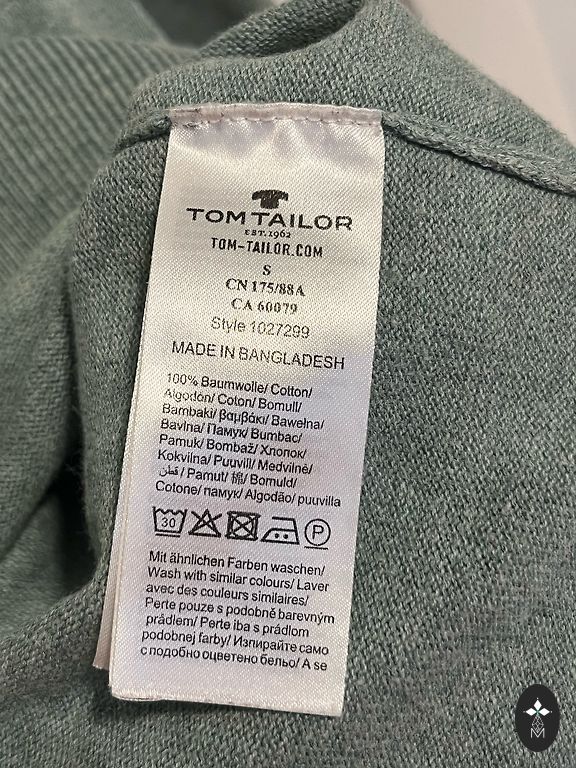 TOM TAILOR
EST. 1962
TOM-TAILOR.COM
S
CN 175/88A
CA 60079
Style 1027299
MADE IN BANGLADESH
100% Baumwolle/ Cotton/
Algodón/ Coton/ Bomull/
Bambaki/ βαμβάκι/ Bawełna/
Bavlna/ Памук/ Bumbac/
Pamuk/ Bombaž/ Хлопок/
Kokvilna/ Puuvill/ Medvilnė/
قطن/ Pamut/ 棉/ Bomuld/
Cotone/ памук/ Algodão/ puuvilla
30 P
Mit ähnlichen Farben waschen/
Wash with similar colours/ Laver
avec des couleurs similaires/
Perte pouze s podobně barevným
prádlem/ Perte iba s prádlom
podobnej farby/ Изпирайте само
с подобно оцветено бельо/ A se
M